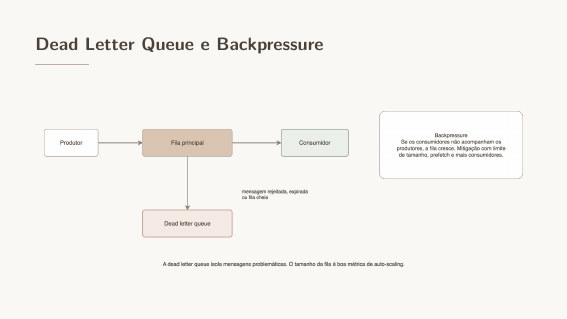 Dead Letter Queue e Backpressure
Produtor
Fila principal
Consumidor
Backpressure
Se os consumidores não acompanham os
produtores, a fila cresce. Mitigação com limite
de tamanho, prefetch e mais consumidores.
mensagem rejeitada, expirada
ou fila cheia
Dead letter queue
A dead letter queue isola mensagens problemáticas. O tamanho da fila é boa métrica de auto-scaling.